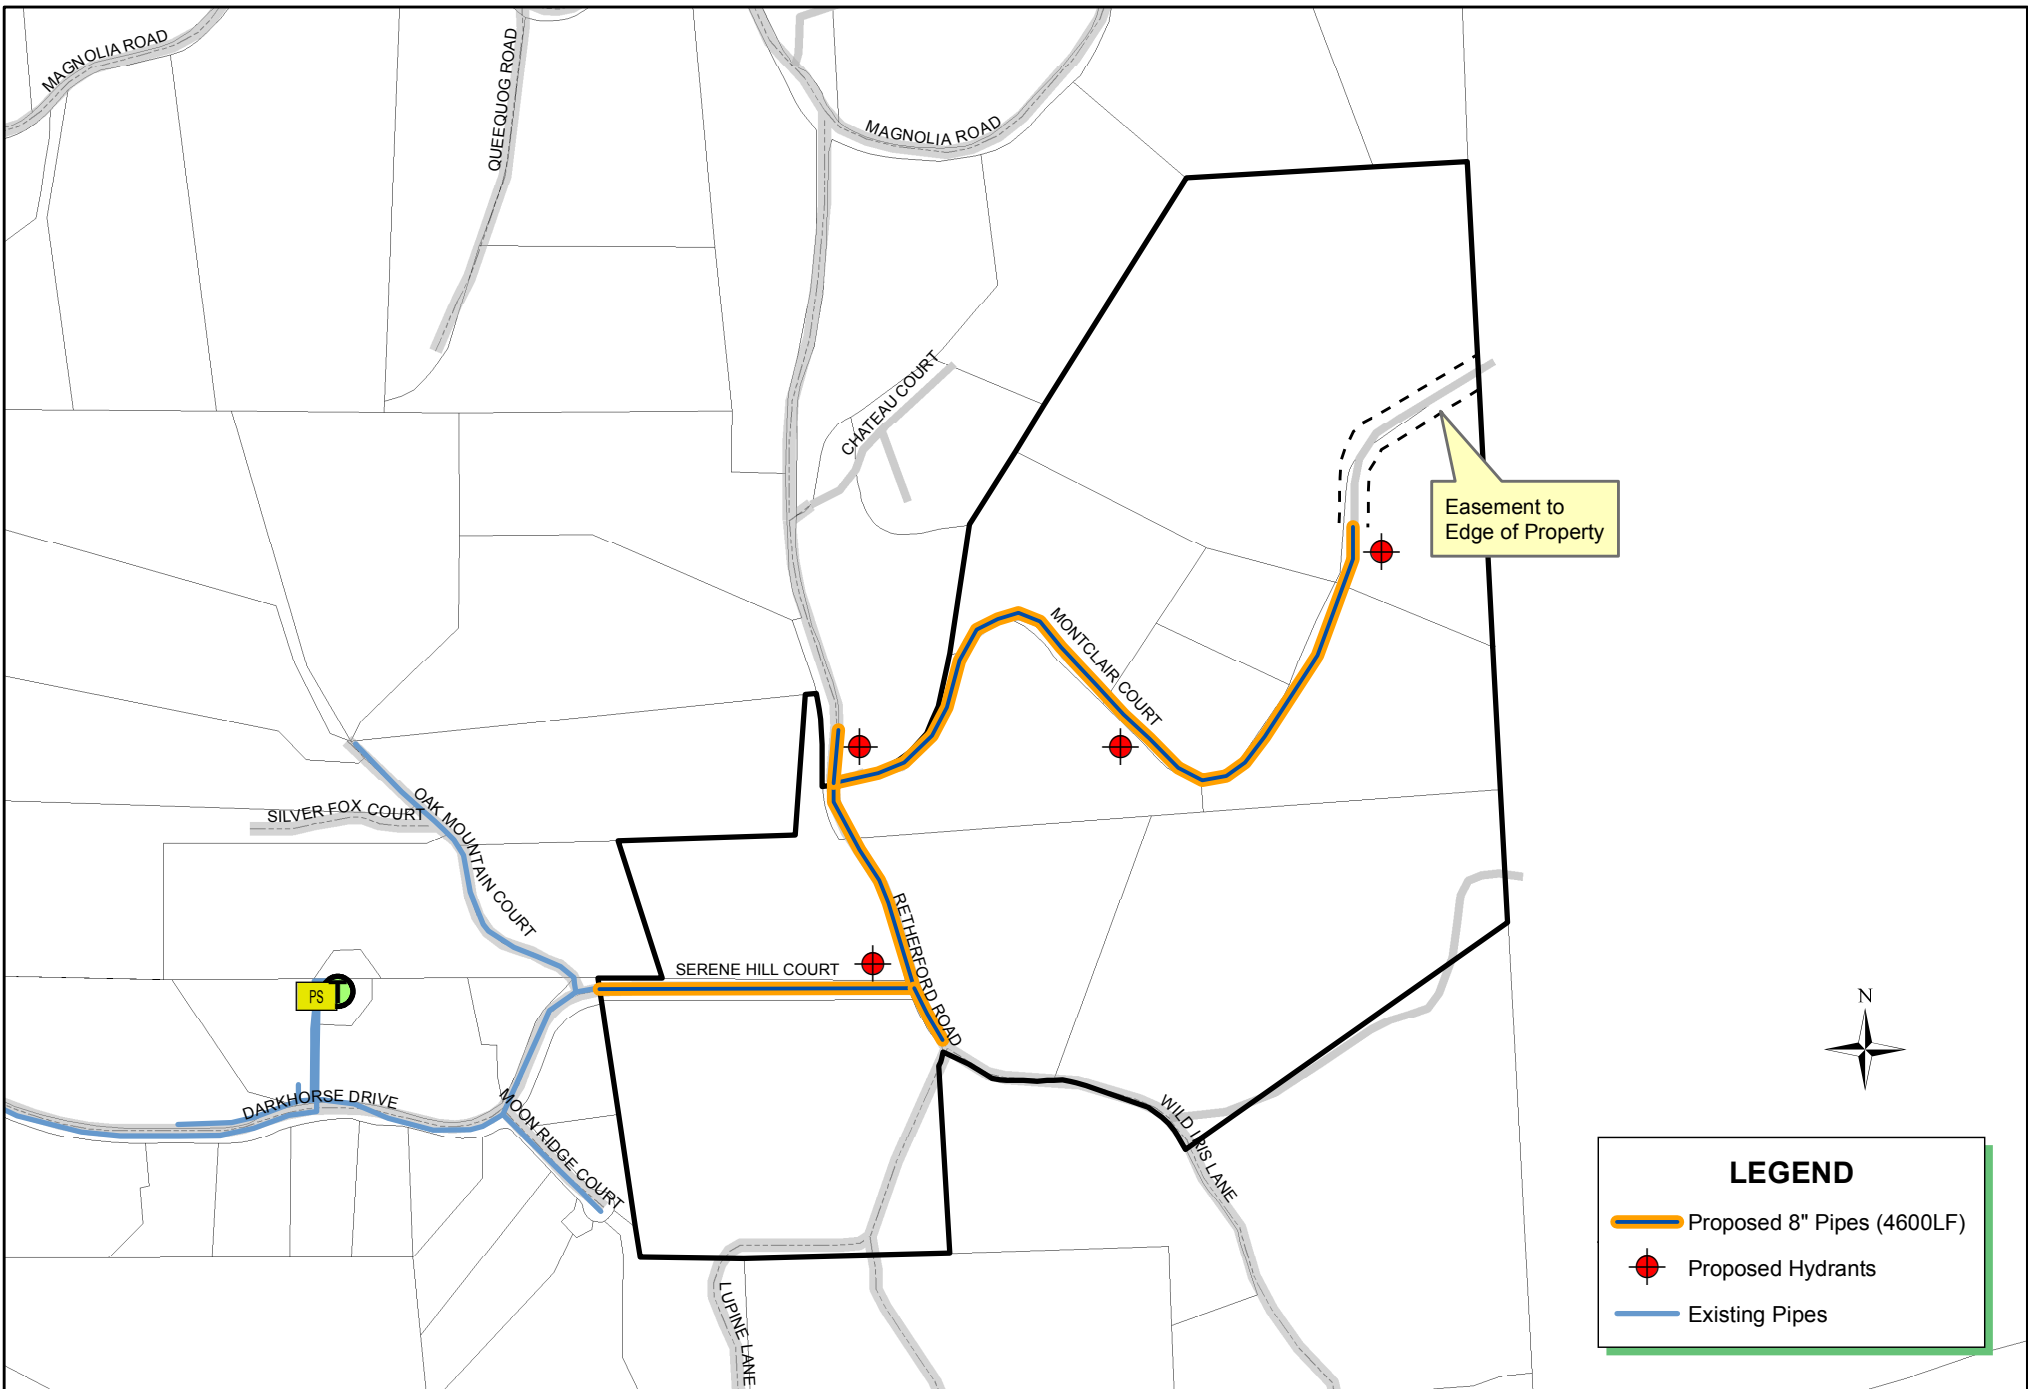 MAGNOLIA ROAD
QUEEQUOG ROAD
MAGNOLIA ROAD
CHATEAU COURT
Easement to
Edge of Property
MONTCLAIR COURT
OAK MOUNTAIN COURT
SILVER FOX COURT
RETHERFORD ROAD
SERENE HILL COURT
PS
T
N
DARKHORSE DRIVE
MOON RIDGE COURT
WILD IRIS LANE
LUPINE LANE
LEGEND
Proposed 8" Pipes (4600LF)
Proposed Hydrants
Existing Pipes